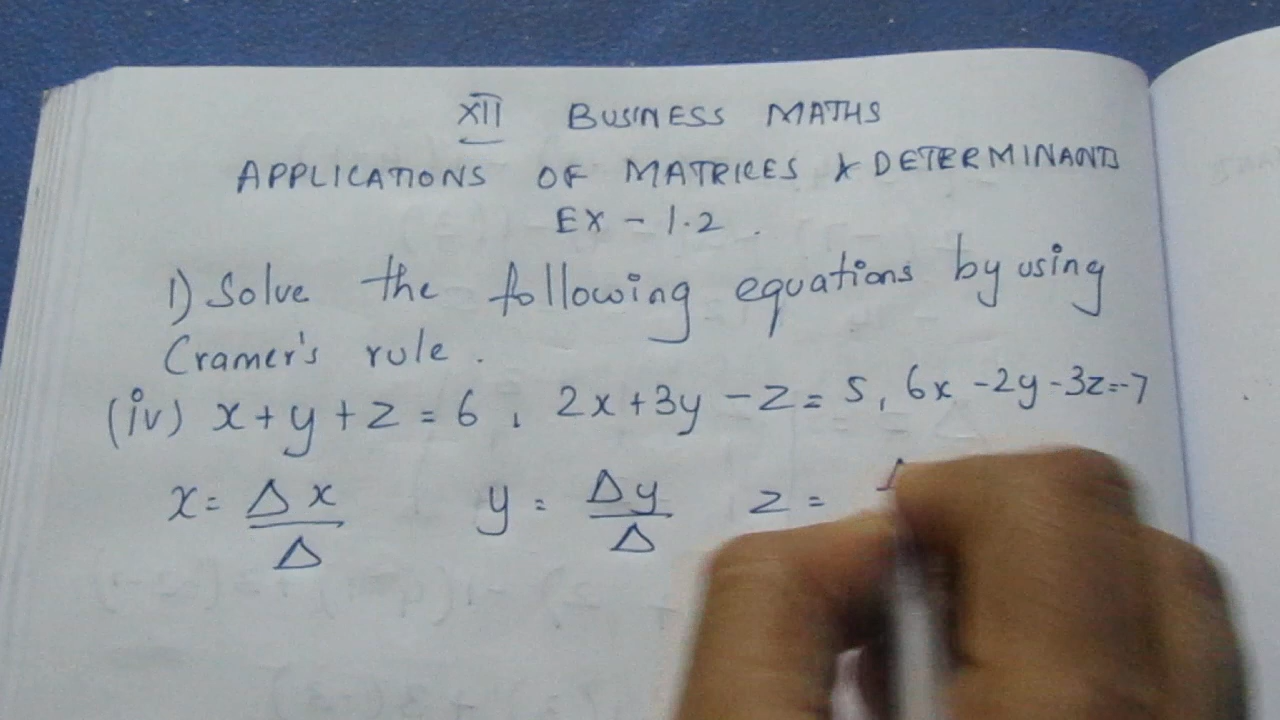 XII BUSINESS MATHS
APPLICATIONS OF MATRICES & DETERMINANTS
EX - 1.2.
1) Solve the following equations by using
Cramer's rule.
(iv) x + y + z = 6, 2x + 3y - z = 5, 6x - 2y - 3z = -7
x = Δx/Δ y = Δy/Δ z =